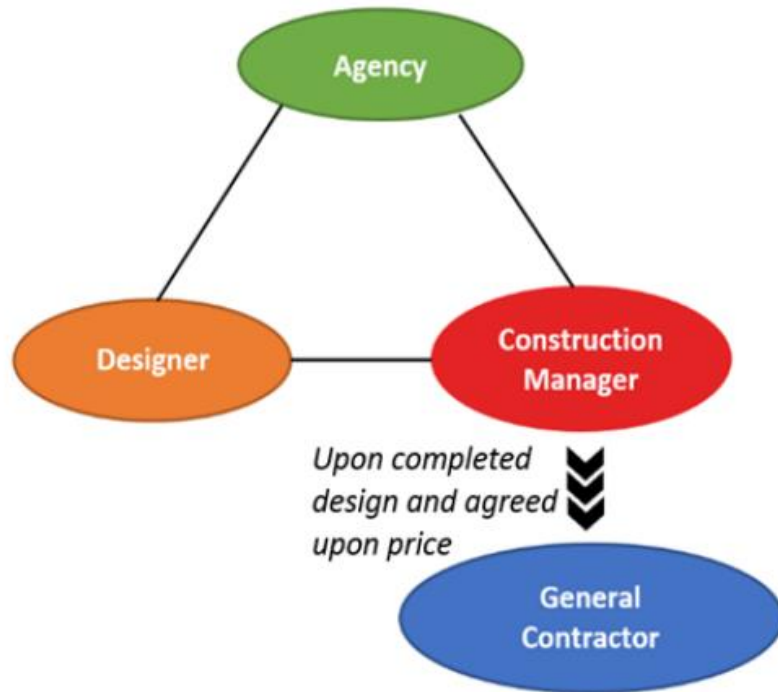 Agency
Designer
Construction
Manager
Upon completed
design and agreed
upon price
General
Contractor